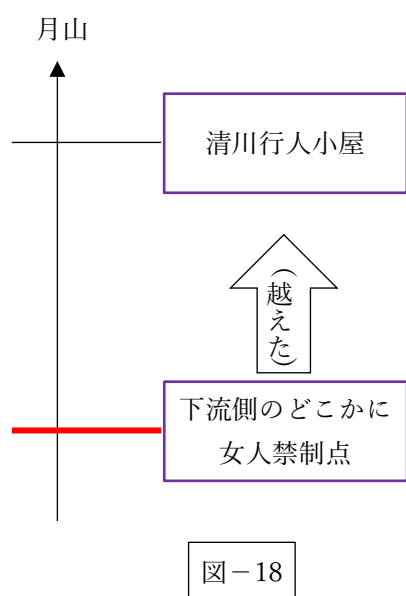 月山
清川行人小屋
(越えた)
下流側のどこかに
女人禁制点
図－18